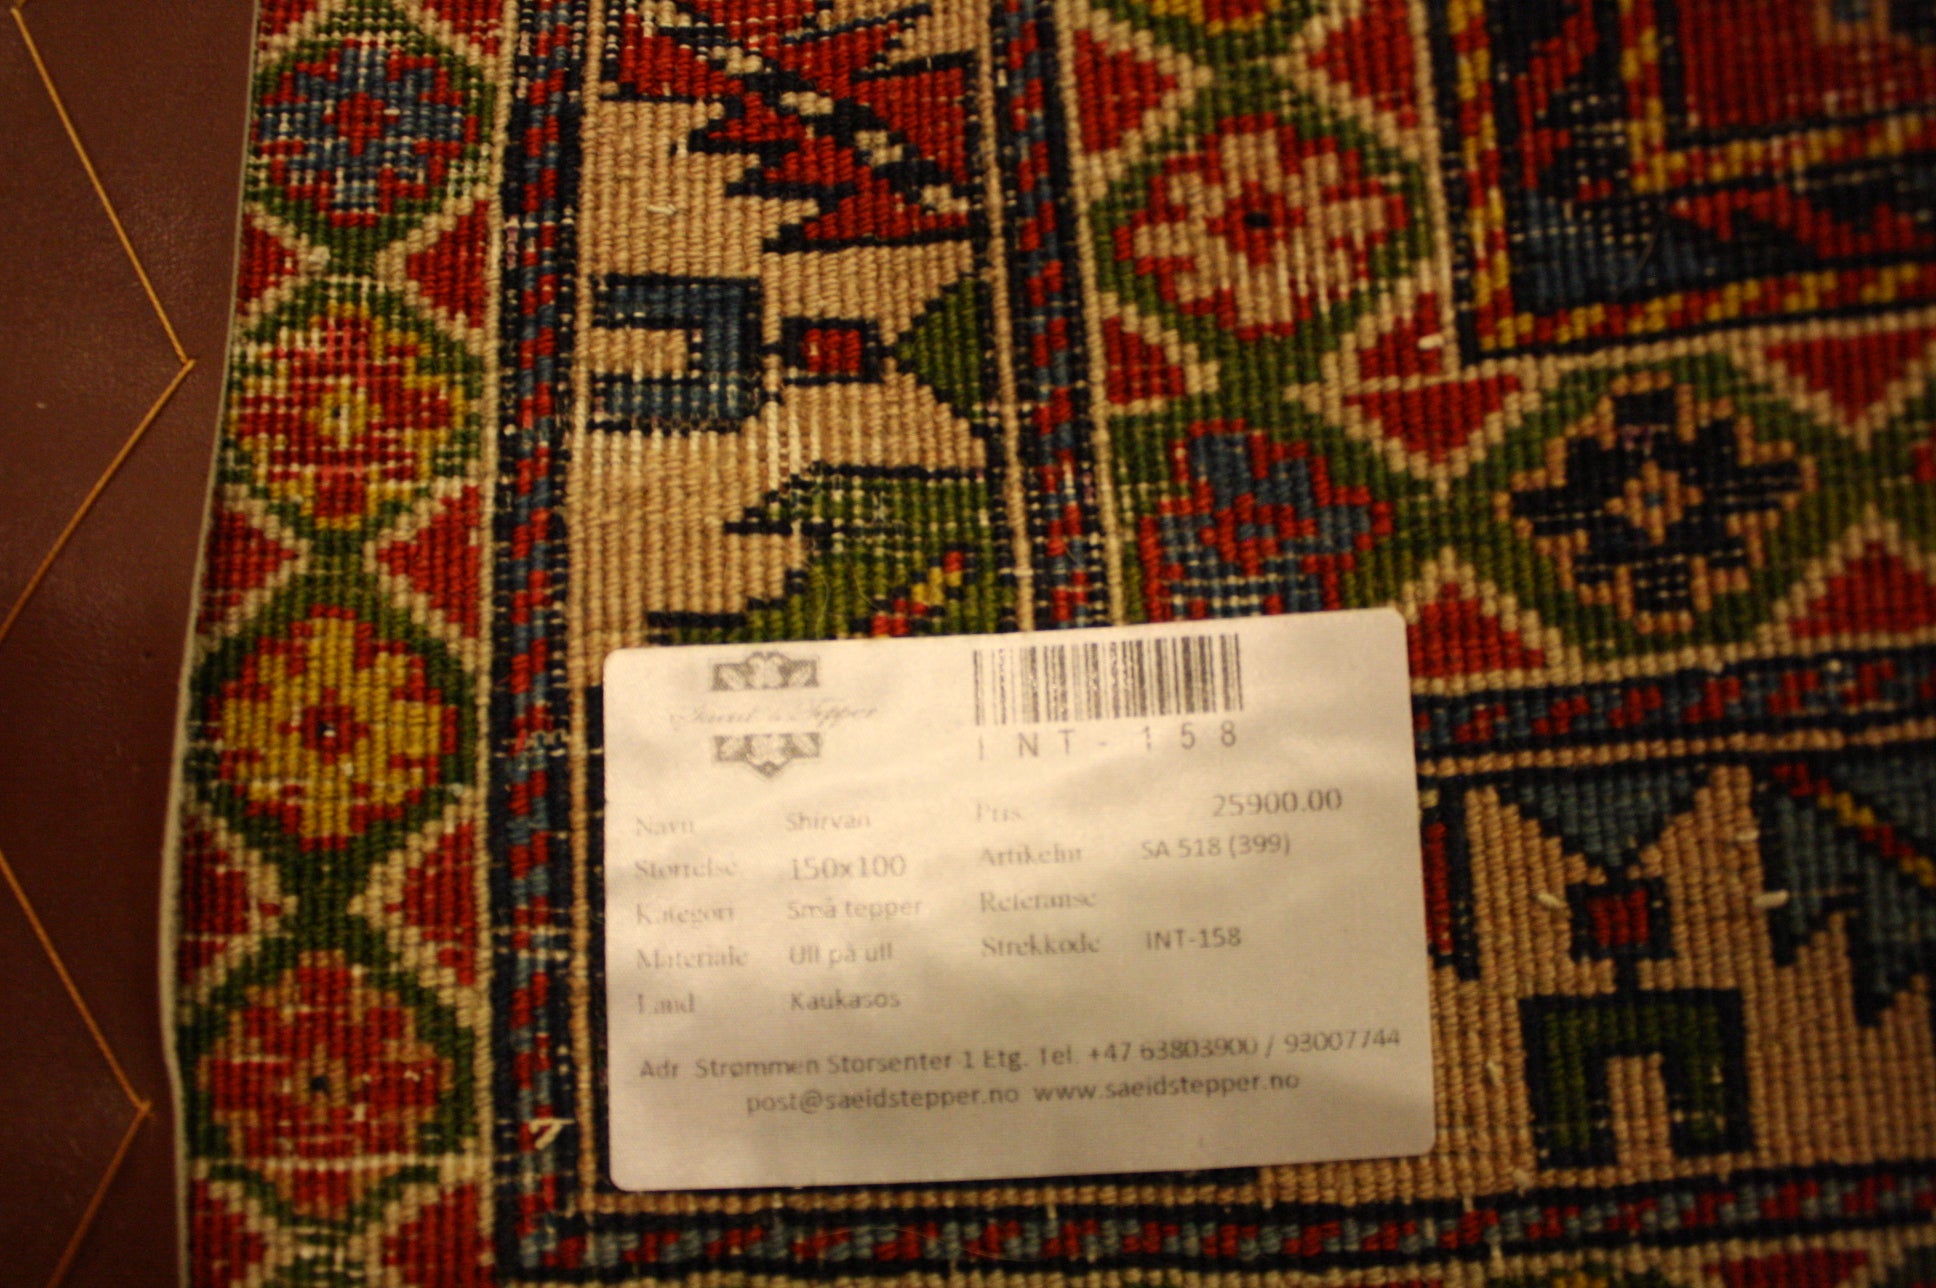 Saeid's Tepper
INT-158
Navn Shirvan Pris 25900.00
Størrelse 150x100 Artikelnr SA 518 (399)
Kategori Små tepper Referanse
Materiale Ull på ull Strekkode INT-158
Land Kaukasos
Adr Strømmen Storsenter 1 Etg. Tel. +47 63803900 / 93007744
post@saeidstepper.no www.saeidstepper.no